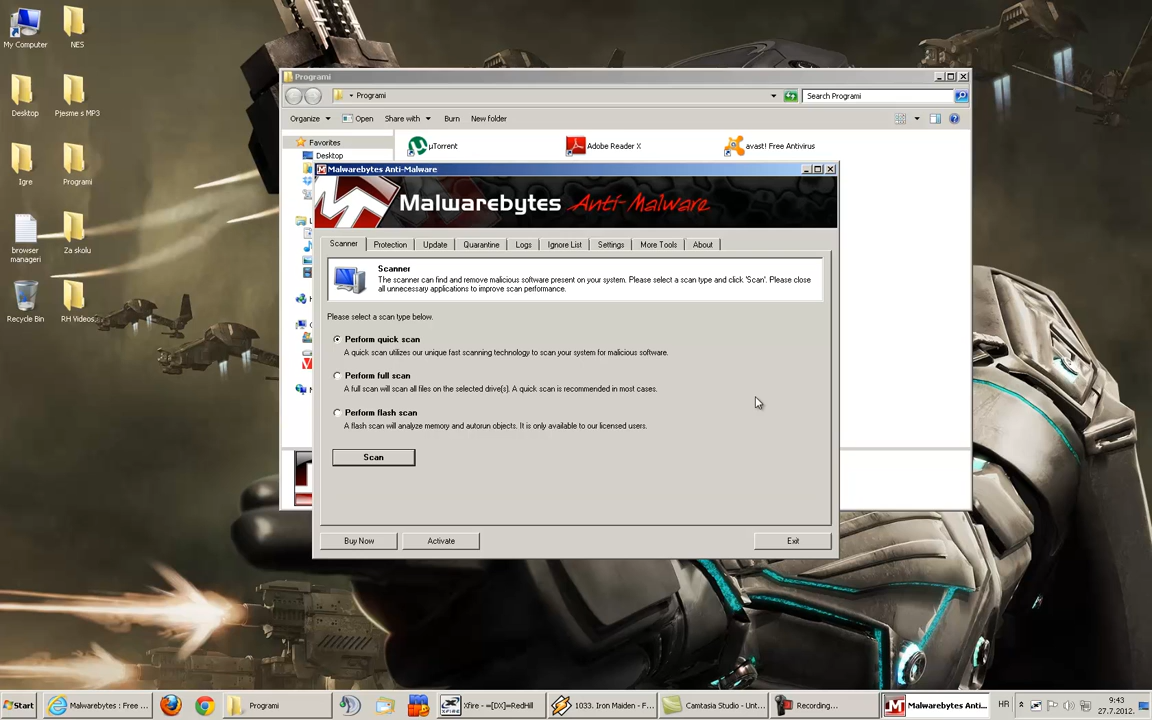 My Computer
NES
Desktop
Pjesme s MP3
Igre
Programi
browser
manageri
Za skolu
Recycle Bin
RH Videos
Programi
Programi
Search Programi
Organize
Open
Share with
Burn
New folder
Favorites
Desktop
µTorrent
Adobe Reader X
avast! Free Antivirus
Malwarebytes Anti-Malware
Malwarebytes Anti-Malware
Scanner
Protection
Update
Quarantine
Logs
Ignore List
Settings
More Tools
About
Scanner
The scanner can find and remove malicious software present on your system. Please select a scan type and click 'Scan'. Please close
all unnecessary applications to improve scan performance.
Please select a scan type below.
Perform quick scan
A quick scan utilizes our unique fast scanning technology to scan your system for malicious software.
Perform full scan
A full scan will scan all files on the selected drive(s). A quick scan is recommended in most cases.
Perform flash scan
A flash scan will analyze memory and autorun objects. It is only available to our licensed users.
Scan
Buy Now
Activate
Exit
Start
Malwarebytes : Free ...
Programi
Xfire - =[DX]=RedHill
1033. Iron Maiden - F...
Camtasia Studio - Unt...
Recording...
Malwarebytes Anti...
HR
9:43
27.7.2012.